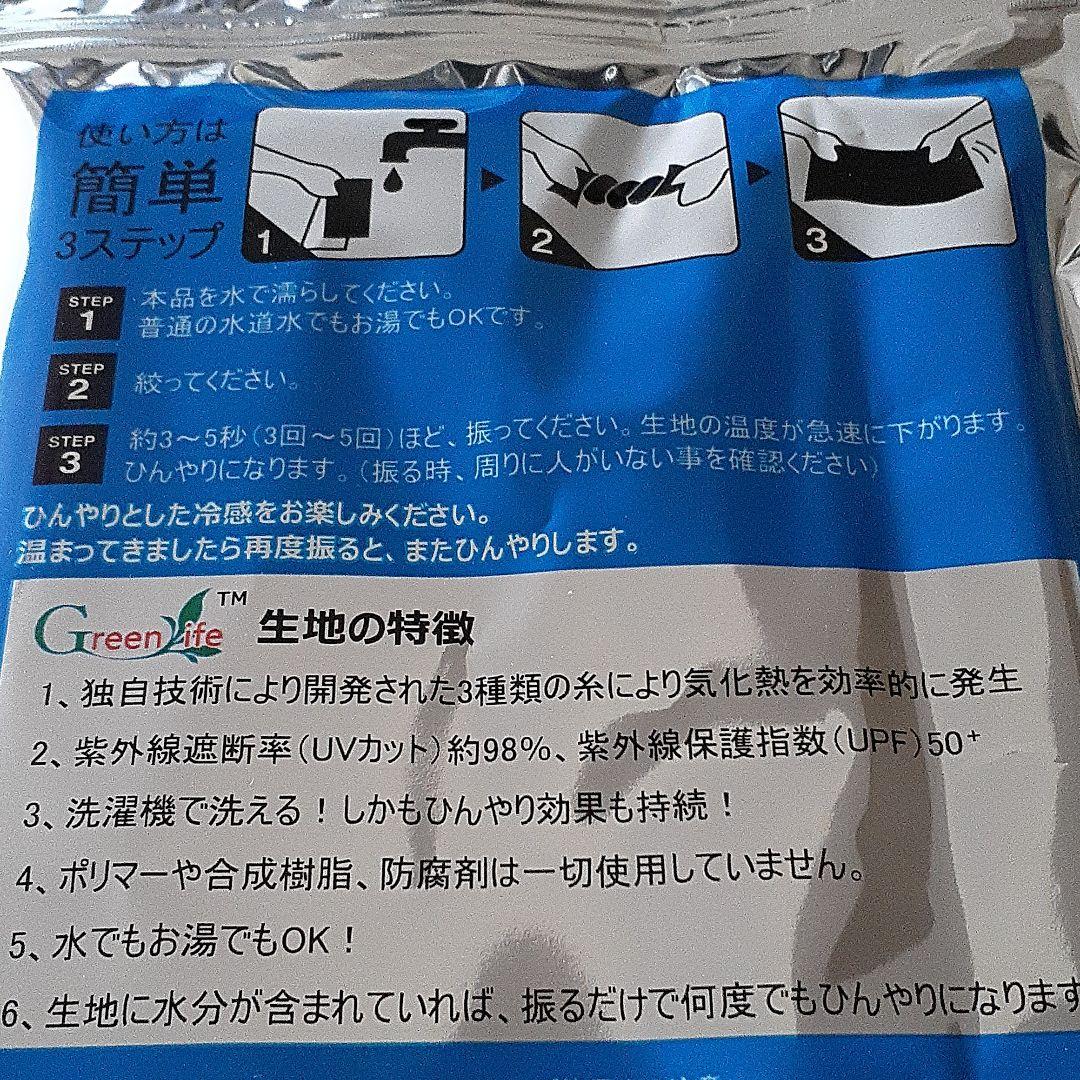 使い方は
簡単
3ステップ
1
2
3
STEP
1
本品を水で濡らしてください。
普通の水道水でもお湯でもOKです。
STEP
2
絞ってください。
STEP
3
約3～5秒(3回～5回)ほど、振ってください。生地の温度が急速に下がります。
ひんやりになります。(振る時、周りに人がいない事を確認ください)
ひんやりとした冷感をお楽しみください。
温まってきましたら再度振ると、またひんやりします。
GreenLife™ 生地の特徴
1、独自技術により開発された3種類の糸により気化熱を効率的に発生
2、紫外線遮断率(UVカット)約98%、紫外線保護指数(UPF)50⁺
3、洗濯機で洗える！しかもひんやり効果も持続！
4、ポリマーや合成樹脂、防腐剤は一切使用していません。
5、水でもお湯でもOK！
6、生地に水分が含まれていれば、振るだけで何度でもひんやりになります